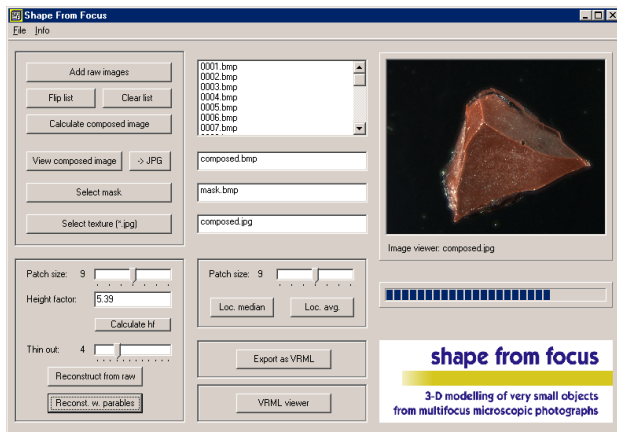 Shape From Focus
File Info
Add raw images
Flip list
Clear list
Calculate composed image
View composed image
-> JPG
Select mask
Select texture (*.jpg)
0001.bmp
0002.bmp
0003.bmp
0004.bmp
0005.bmp
0006.bmp
0007.bmp
composed.bmp
mask.bmp
composed.jpg
Image viewer: composed.jpg
Patch size: 9
Height factor: 5.39
Calculate hf
Thin out: 4
Reconstruct from raw
Reconst. w. parables
Patch size: 9
Loc. median
Loc. avg.
Export as VRML
VRML viewer
shape from focus
3-D modelling of very small objects
from multifocus microscopic photographs